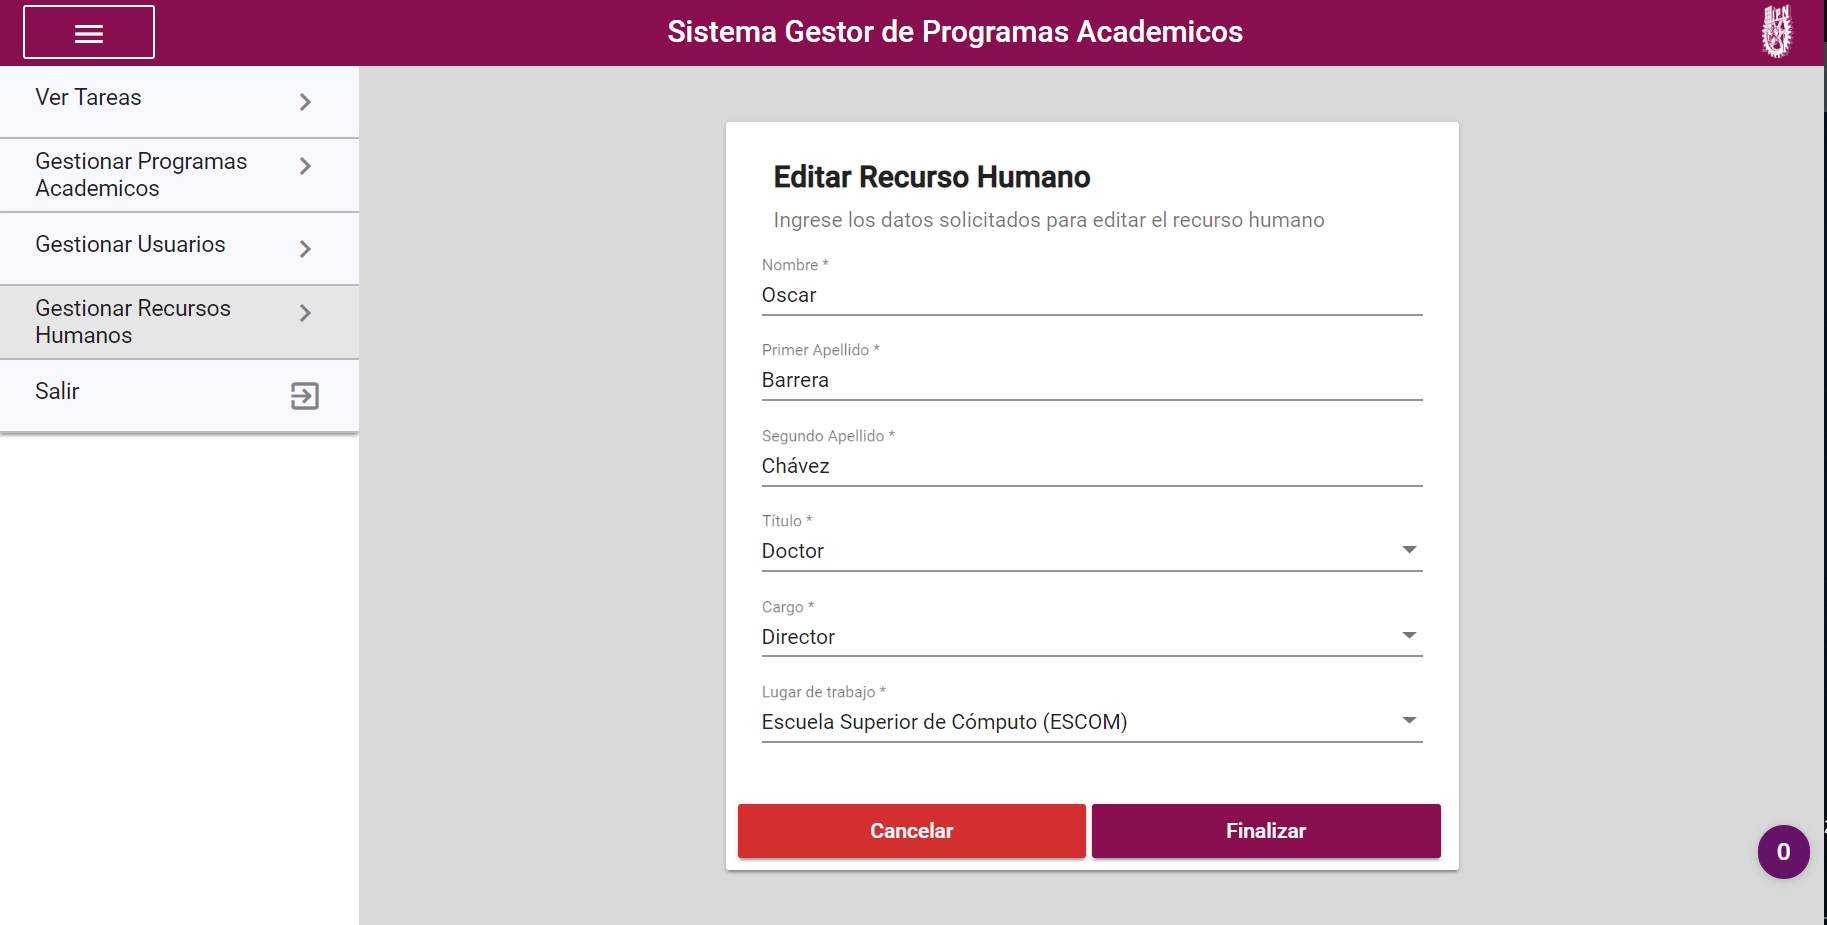 Sistema Gestor de Programas Academicos
IPN
Ver Tareas
Gestionar Programas
Academicos
Gestionar Usuarios
Gestionar Recursos
Humanos
Salir
Editar Recurso Humano
Ingrese los datos solicitados para editar el recurso humano
Nombre *
Oscar
Primer Apellido *
Barrera
Segundo Apellido *
Chávez
Título *
Doctor
Cargo *
Director
Lugar de trabajo *
Escuela Superior de Cómputo (ESCOM)
Cancelar
Finalizar
0